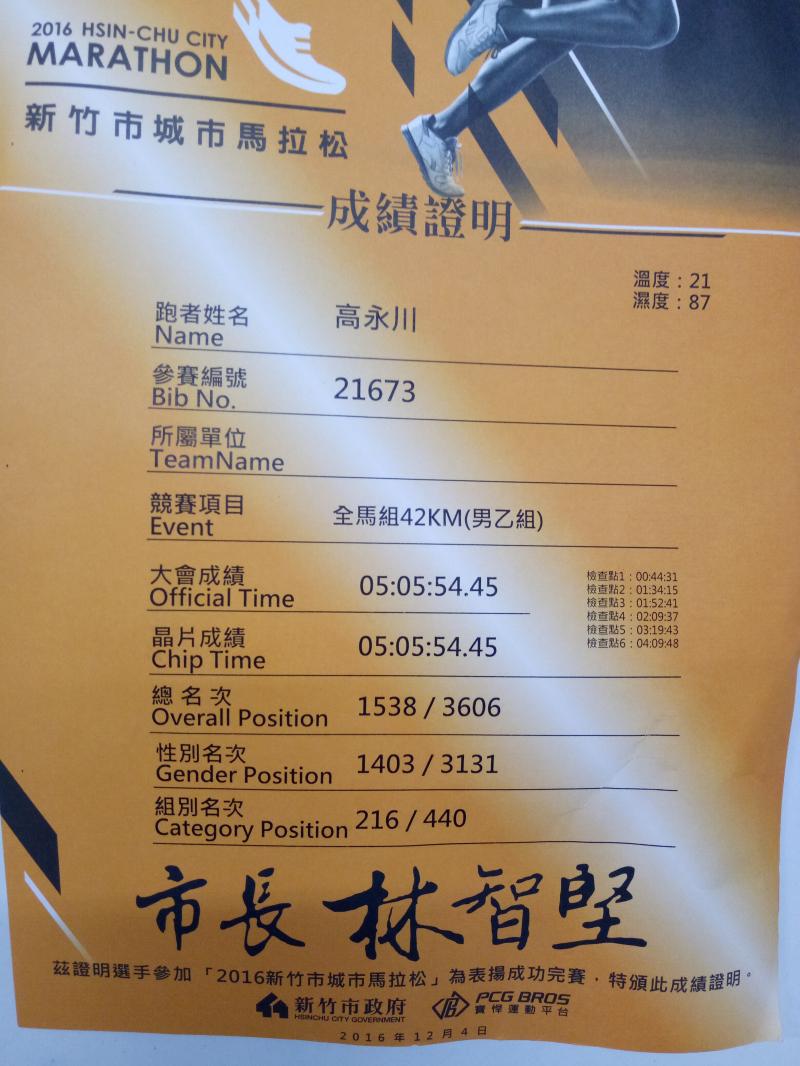 2016 HSIN-CHU CITY
MARATHON
新竹市城市馬拉松
成績證明
溫度：21
濕度：87
跑者姓名 高永川
Name
參賽編號 21673
Bib No.
所屬單位
TeamName
競賽項目 全馬組42KM(男乙組)
Event
大會成績 05:05:54.45
Official Time
檢查點1：00:44:31
檢查點2：01:34:15
檢查點3：01:52:41
檢查點4：02:09:37
檢查點5：03:19:43
檢查點6：04:09:48
晶片成績 05:05:54.45
Chip Time
總名次 1538 / 3606
Overall Position
性別名次 1403 / 3131
Gender Position
組別名次 216 / 440
Category Position
市長 林智堅
茲證明選手參加「2016新竹市城市馬拉松」為表揚成功完賽，特頒此成績證明。
新竹市政府 PCG BROS
HSINCHU CITY GOVERNMENT 寶悍運動平台
2016年12月4日